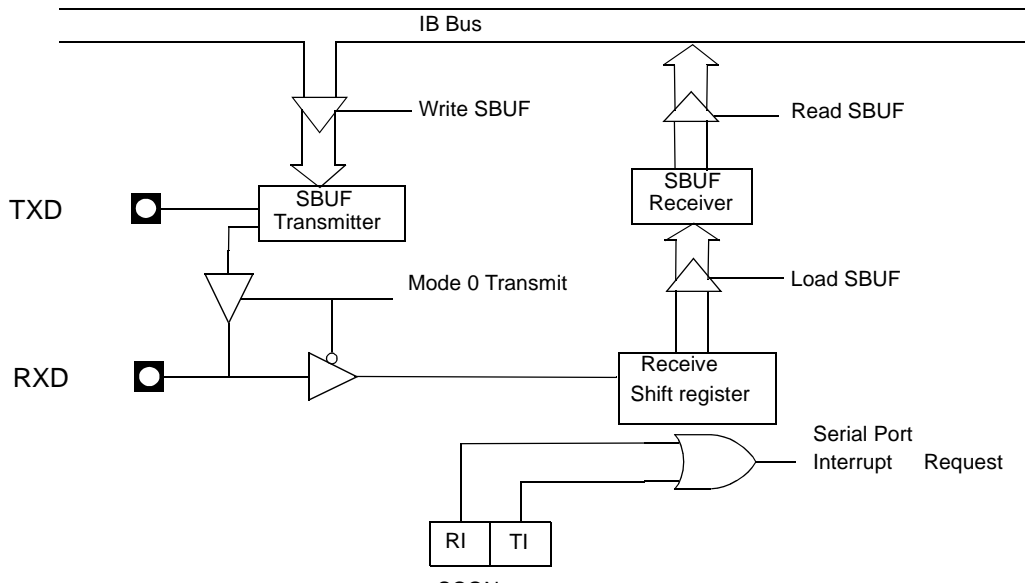 IB Bus
Write SBUF
Read SBUF
SBUF
Transmitter
SBUF
Receiver
TXD
Mode 0 Transmit
Load SBUF
RXD
Receive
Shift register
Serial Port
Interrupt Request
RI
TI